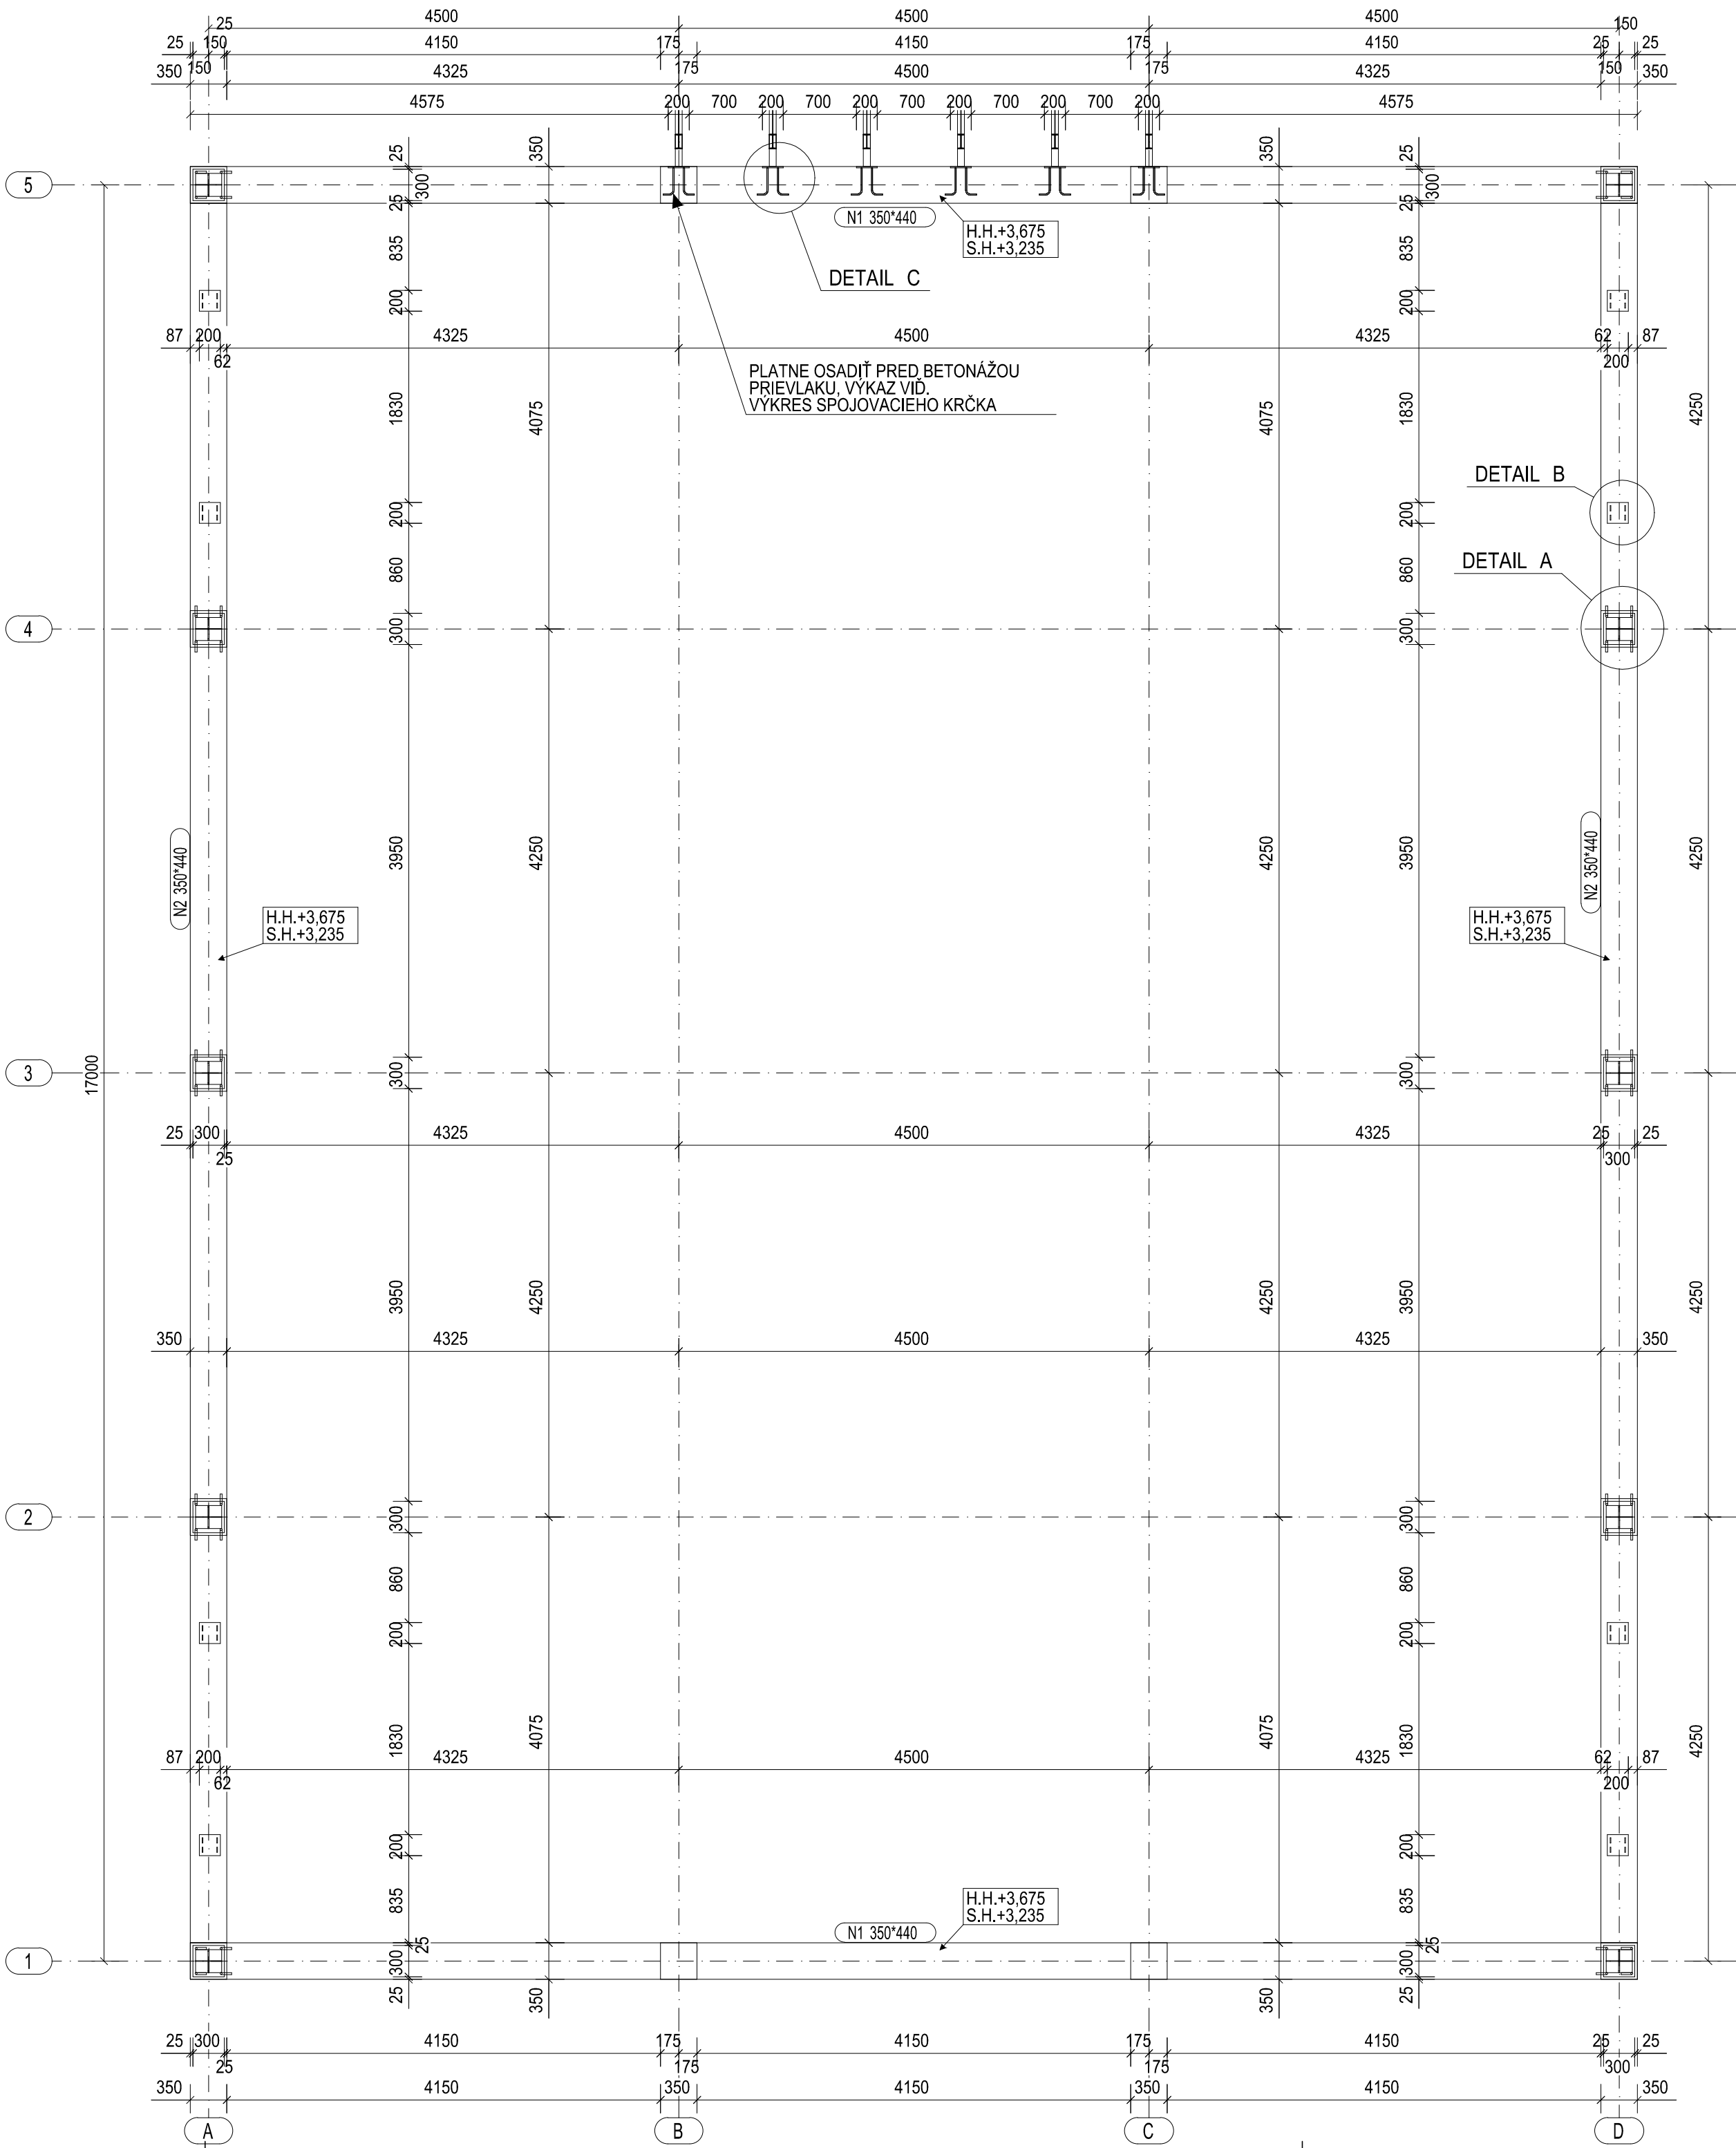 4500 4500 4500
25 150
25 150 4150 175 4150 175 4150 25 25
350 150 4325 175 4500 175 4325 150 350
4575 200 700 200 700 200 700 200 700 200 700 200 4575
25 350 350 25
5
300 300
25 25
N1 350*440
H.H.+3,675
S.H.+3,235
835 835
DETAIL C
200 200
87 200 4325 4500 4325 62 87
62 200
PLATNE OSADIŤ PRED BETONÁŽOU
PRIEVLAKU, VÝKAZ VIĎ.
VÝKRES SPOJOVACIEHO KRČKA
1830 4075 4075 1830 4250
DETAIL B
200 200
DETAIL A
860 860
4
300 300
N2 350*440
3950 4250 4250 3950 4250
N2 350*440
H.H.+3,675
S.H.+3,235
H.H.+3,675
S.H.+3,235
3
17000
300 300
25 300 4325 4500 4325 25 25
25 300
3950 4250 4250 3950 4250
350 4325 4500 4325 350
2
300 300
860 860
200 200
1830 4075 4075 1830 4250
87 200 4325 4500 4325 62 87
62 200
200 200
835 835
H.H.+3,675
S.H.+3,235
N1 350*440
25 25
1
300 300
25 350 350 25
25 300 4150 175 4150 175 4150 25 25
25 175 175 300
350 4150 350 4150 350 4150 350
A B C D